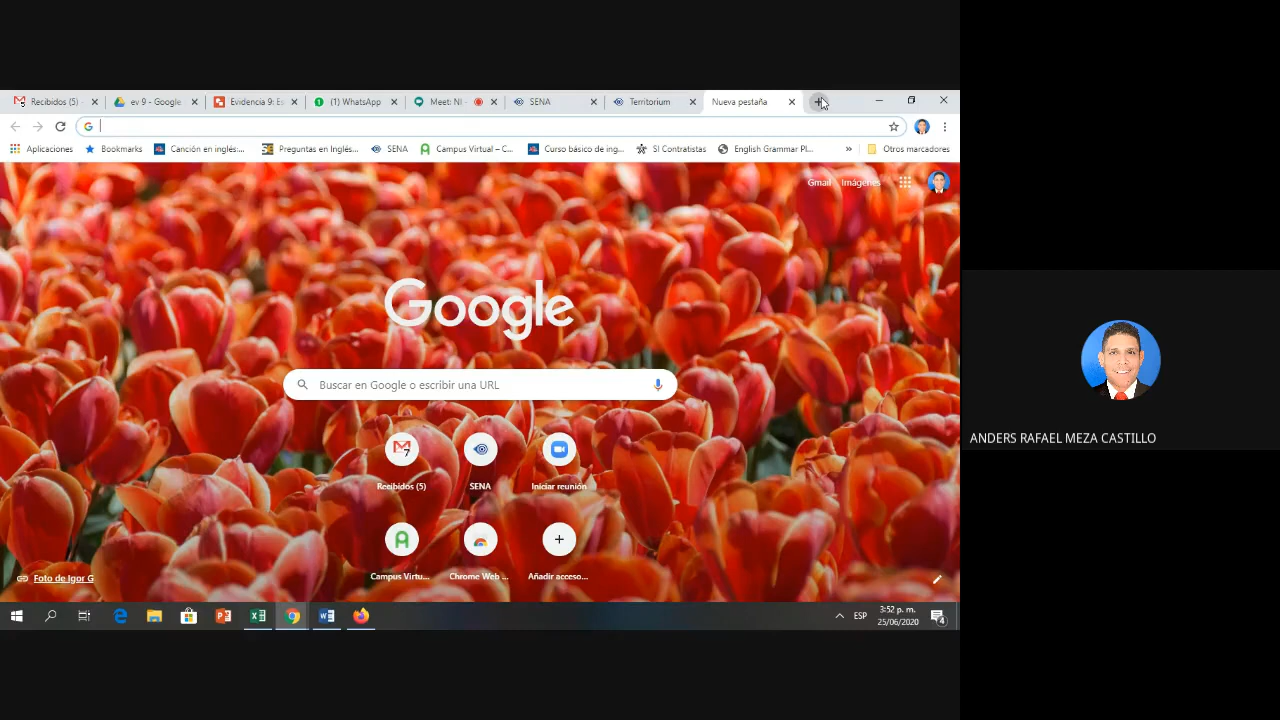 Recibidos (5) ev 9 - Google Evidencia 9: Es (1) WhatsApp Meet: NI - SENA Territorium Nueva pestaña
Aplicaciones Bookmarks Canción en inglés:... Preguntas en Inglés... SENA Campus Virtual – C... Curso básico de ing... SI Contratistas English Grammar Pl... » Otros marcadores
Gmail Imágenes
Google
Buscar en Google o escribir una URL
Recibidos (5) SENA Iniciar reunión
Campus Virtu... Chrome Web ... Añadir acceso...
Foto de Igor G
ANDERS RAFAEL MEZA CASTILLO
ESP 3:52 p. m.
25/06/2020 4